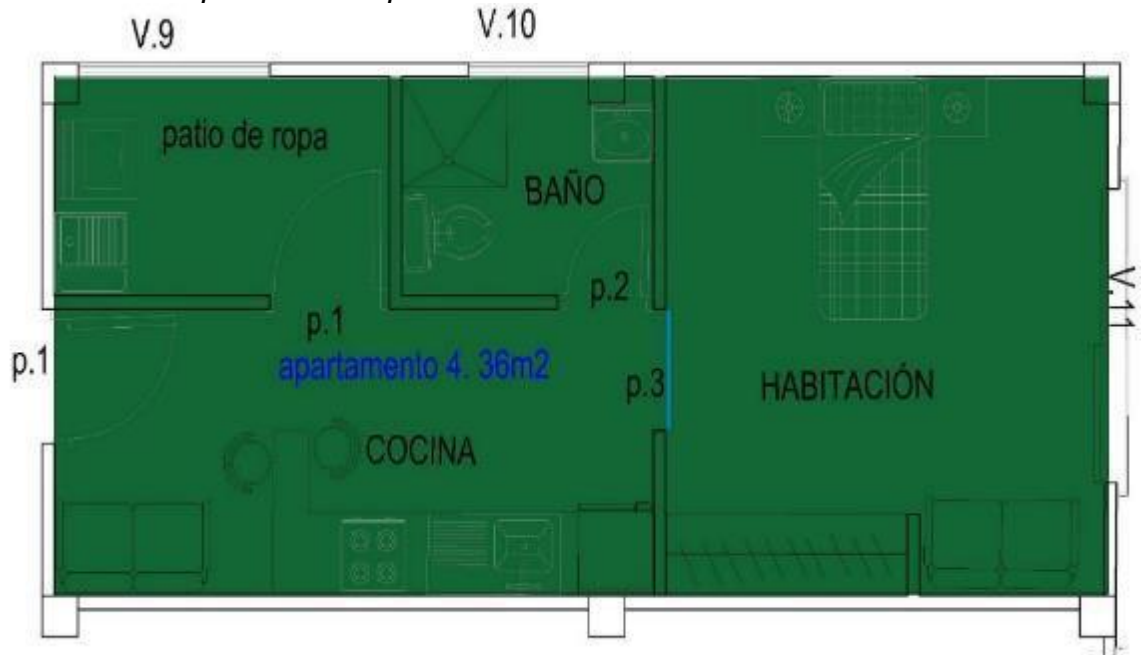 V.9
V.10
patio de ropa
BAÑO
p.2
p.1
V.11
p.1
apartamento 4. 36m2
p.3
HABITACIÓN
COCINA